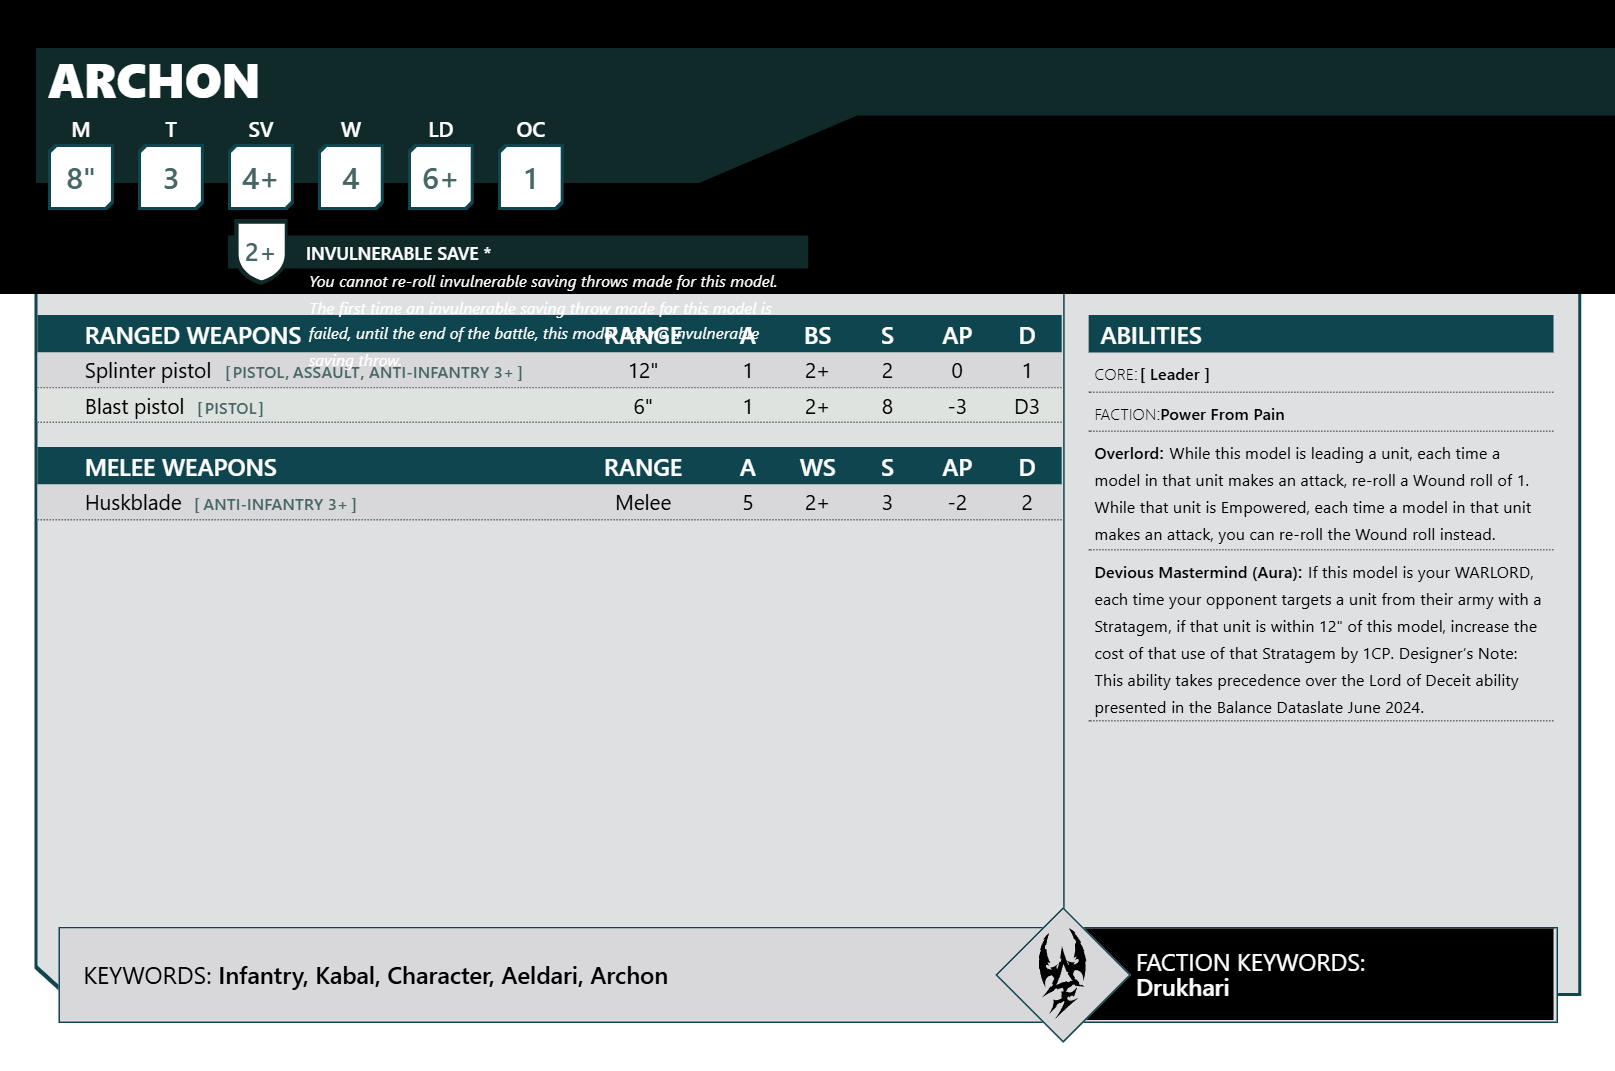 ARCHON
M T SV W LD OC
8" 3 4+ 4 6+ 1
2+ INVULNERABLE SAVE *
You cannot re-roll invulnerable saving throws made for this model.
The first time an invulnerable saving throw made for this model is
failed, until the end of the battle, this model has no invulnerable
saving throw.
RANGED WEAPONS RANGE A BS S AP D
Splinter pistol [ PISTOL, ASSAULT, ANTI-INFANTRY 3+ ] 12" 1 2+ 2 0 1
Blast pistol [ PISTOL ] 6" 1 2+ 8 -3 D3
MELEE WEAPONS RANGE A WS S AP D
Huskblade [ ANTI-INFANTRY 3+ ] Melee 5 2+ 3 -2 2
ABILITIES
CORE: [ Leader ]
FACTION:Power From Pain
Overlord: While this model is leading a unit, each time a
model in that unit makes an attack, re-roll a Wound roll of 1.
While that unit is Empowered, each time a model in that unit
makes an attack, you can re-roll the Wound roll instead.
Devious Mastermind (Aura): If this model is your WARLORD,
each time your opponent targets a unit from their army with a
Stratagem, if that unit is within 12" of this model, increase the
cost of that use of that Stratagem by 1CP. Designer’s Note:
This ability takes precedence over the Lord of Deceit ability
presented in the Balance Dataslate June 2024.
KEYWORDS: Infantry, Kabal, Character, Aeldari, Archon
FACTION KEYWORDS:
Drukhari